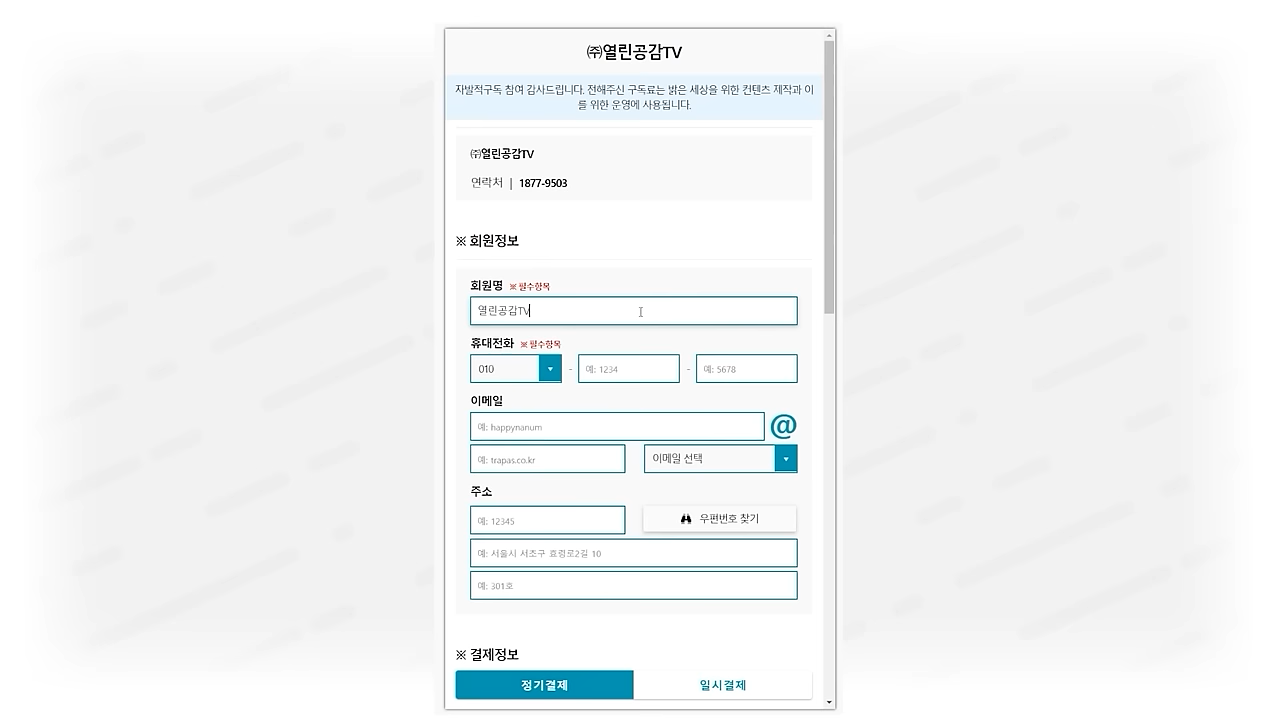 ㈜열린공감TV
자발적구독 참여 감사드립니다. 전해주신 구독료는 밝은 세상을 위한 컨텐츠 제작과 이
를 위한 운영에 사용됩니다.
㈜열린공감TV
연락처 | 1877-9503
※ 회원정보
회원명 ※ 필수항목
열린공감TV
휴대전화 ※ 필수항목
010 - 예: 1234 - 예: 5678
이메일
예: happynanum @
예: trapas.co.kr 이메일 선택
주소
예: 12345 우편번호 찾기
예: 서울시 서초구 효령로2길 10
예: 301호
※ 결제정보
정기결제 일시결제